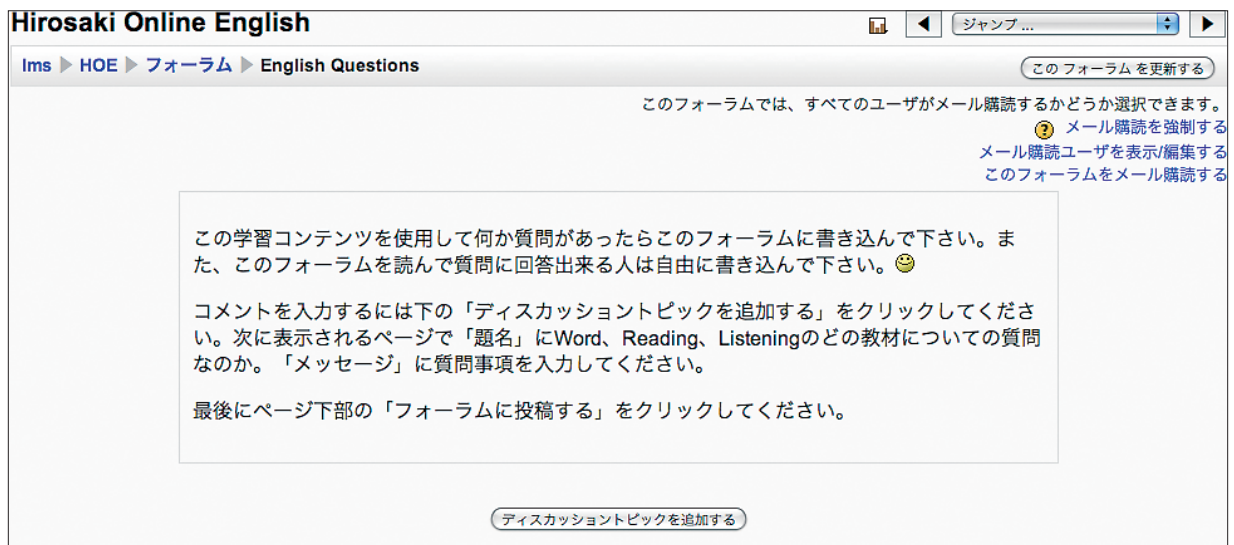 Hirosaki Online English
ジャンプ ...
lms ▶ HOE ▶ フォーラム ▶ English Questions
この フォーラム を更新する
このフォーラムでは、すべてのユーザがメール購読するかどうか選択できます。
メール購読を強制する
メール購読ユーザを表示/編集する
このフォーラムをメール購読する
この学習コンテンツを使用して何か質問があったらこのフォーラムに書き込んで下さい。ま
た、このフォーラムを読んで質問に回答出来る人は自由に書き込んで下さい。
コメントを入力するには下の「ディスカッショントピックを追加する」をクリックしてくださ
い。次に表示されるページで「題名」にWord、Reading、Listeningのどの教材についての質問
なのか。「メッセージ」に質問事項を入力してください。
最後にページ下部の「フォーラムに投稿する」をクリックしてください。
ディスカッショントピックを追加する